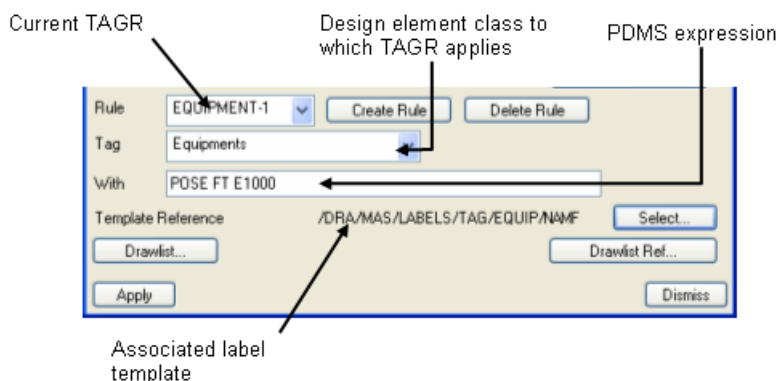 Current TAGR
Design element class to
which TAGR applies
PDMS expression
Rule EQUIPMENT-1 Create Rule Delete Rule
Tag Equipments
With POSE FT E1000
Template Reference /DRA/MAS/LABELS/TAG/EQUIP/NAMF Select...
Drawlist... Drawlist Ref...
Apply Dismiss
Associated label
template